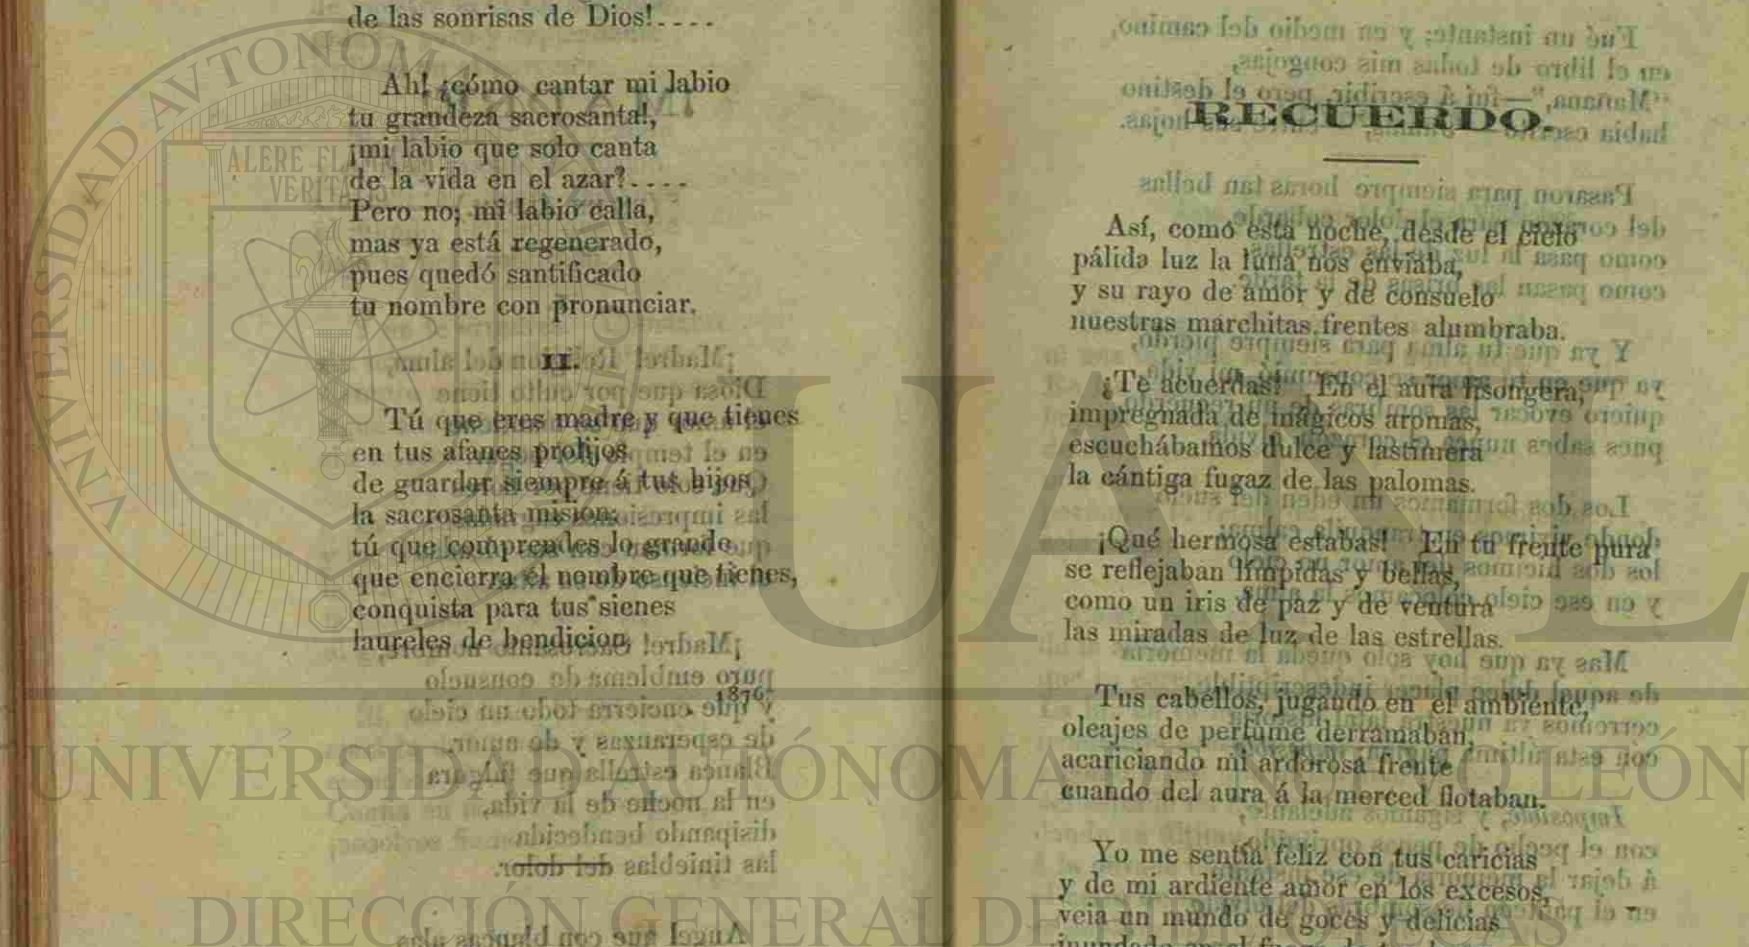 de las sonrisas de Dios!....
Ah! ¿cómo cantar mi labio
tu grandeza sacrosanta!,
¡mi labio que solo canta
de la vida en el azar?....
Pero no; mi labio calla,
mas ya está regenerado,
pues quedó santificado
tu nombre con pronunciar.
II.
Tú que eres madre y que tienes
en tus afanes prolijos
de guardar siempre á tus hijos
la sacrosanta mision;
tú que comprendes lo grande
que encierra el nombre que tienes,
conquista para tus sienes
laureles de bendicion.
1876.
RECUERDO.
Así, como esta noche, desde el cielo
pálida luz la luna nos enviaba,
y su rayo de amor y de consuelo
nuestras marchitas frentes alumbraba.
¿Te acuerdas? En el aura lisongera,
impregnada de mágicos aromas,
escuchábamos dulce y lastimera
la cántiga fugaz de las palomas.
¡Qué hermosa estabas! En tu frente pura
se reflejaban límpidas y bellas,
como un iris de paz y de ventura
las miradas de luz de las estrellas.
Tus cabellos, jugando en el ambiente,
oleajes de perfume derramaban,
acariciando mi ardorosa frente
cuando del aura á la merced flotaban.
Yo me sentia feliz con tus caricias
y de mi ardiente amor en los excesos,
veia un mundo de goces y delicias
UNIVERSIDAD AUTÓNOMA
ALERE FLAMMAM
VERITATIS
UANL
UNIVERSIDAD AUTÓNOMA DE NUEVO LEÓN
DIRECCIÓN GENERAL DE BIBLIOTECAS